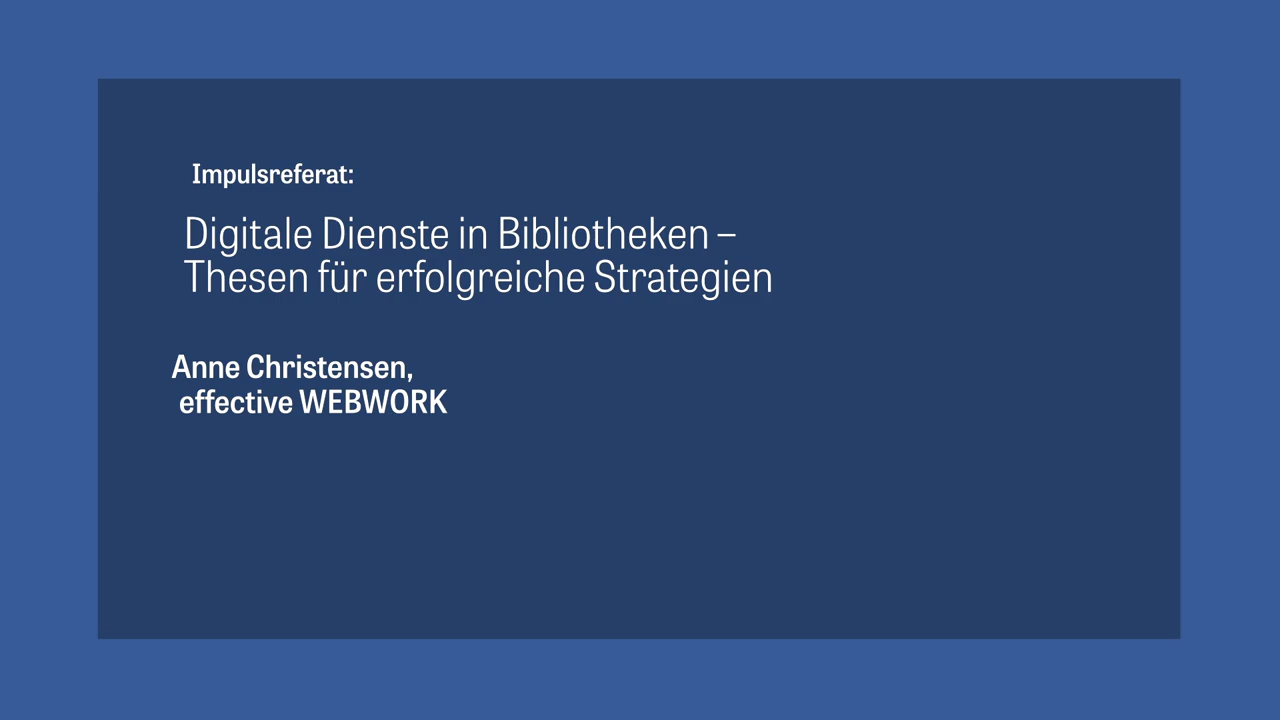 Impulsreferat:
Digitale Dienste in Bibliotheken –
Thesen für erfolgreiche Strategien
Anne Christensen,
effective WEBWORK